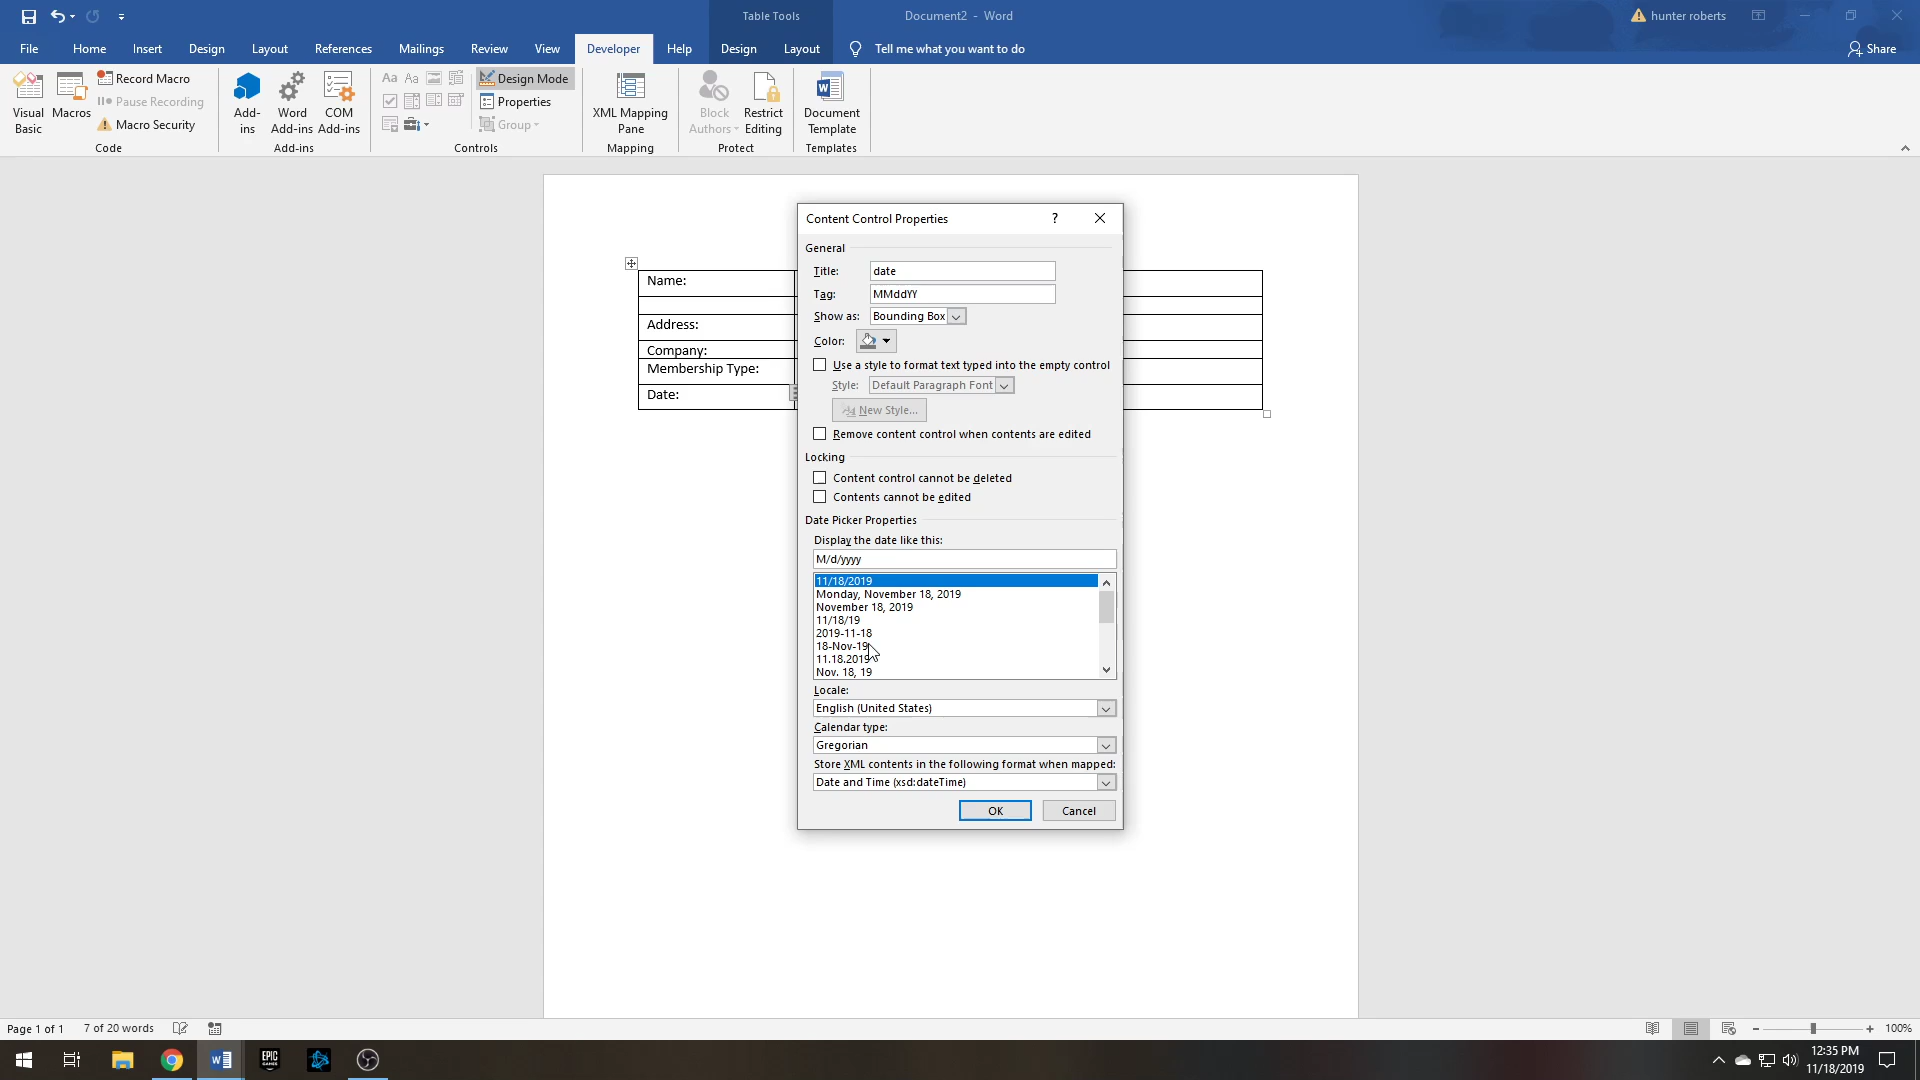 Table Tools
Document2 - Word
hunter roberts
File Home Insert Design Layout References Mailings Review View Developer Help Design Layout Tell me what you want to do Share
Visual Basic
Macros
Record Macro
Pause Recording
Macro Security
Code
Add-ins
Word Add-ins
COM Add-ins
Add-ins
Aa Aa
Design Mode
Properties
Group
Controls
XML Mapping Pane
Mapping
Block Authors
Restrict Editing
Protect
Document Template
Templates
Content Control Properties ?
General
Title: date
Tag: MMddYY
Show as: Bounding Box
Color:
Use a style to format text typed into the empty control
Style: Default Paragraph Font
New Style...
Remove content control when contents are edited
Locking
Content control cannot be deleted
Contents cannot be edited
Date Picker Properties
Display the date like this:
M/d/yyyy
11/18/2019
Monday, November 18, 2019
November 18, 2019
11/18/19
2019-11-18
18-Nov-19
11.18.2019
Nov. 18, 19
Locale:
English (United States)
Calendar type:
Gregorian
Store XML contents in the following format when mapped:
Date and Time (xsd:dateTime)
OK Cancel
Name:
Address:
Company:
Membership Type:
Date:
Page 1 of 1 7 of 20 words
100%
EPIC GAMES
12:35 PM
11/18/2019